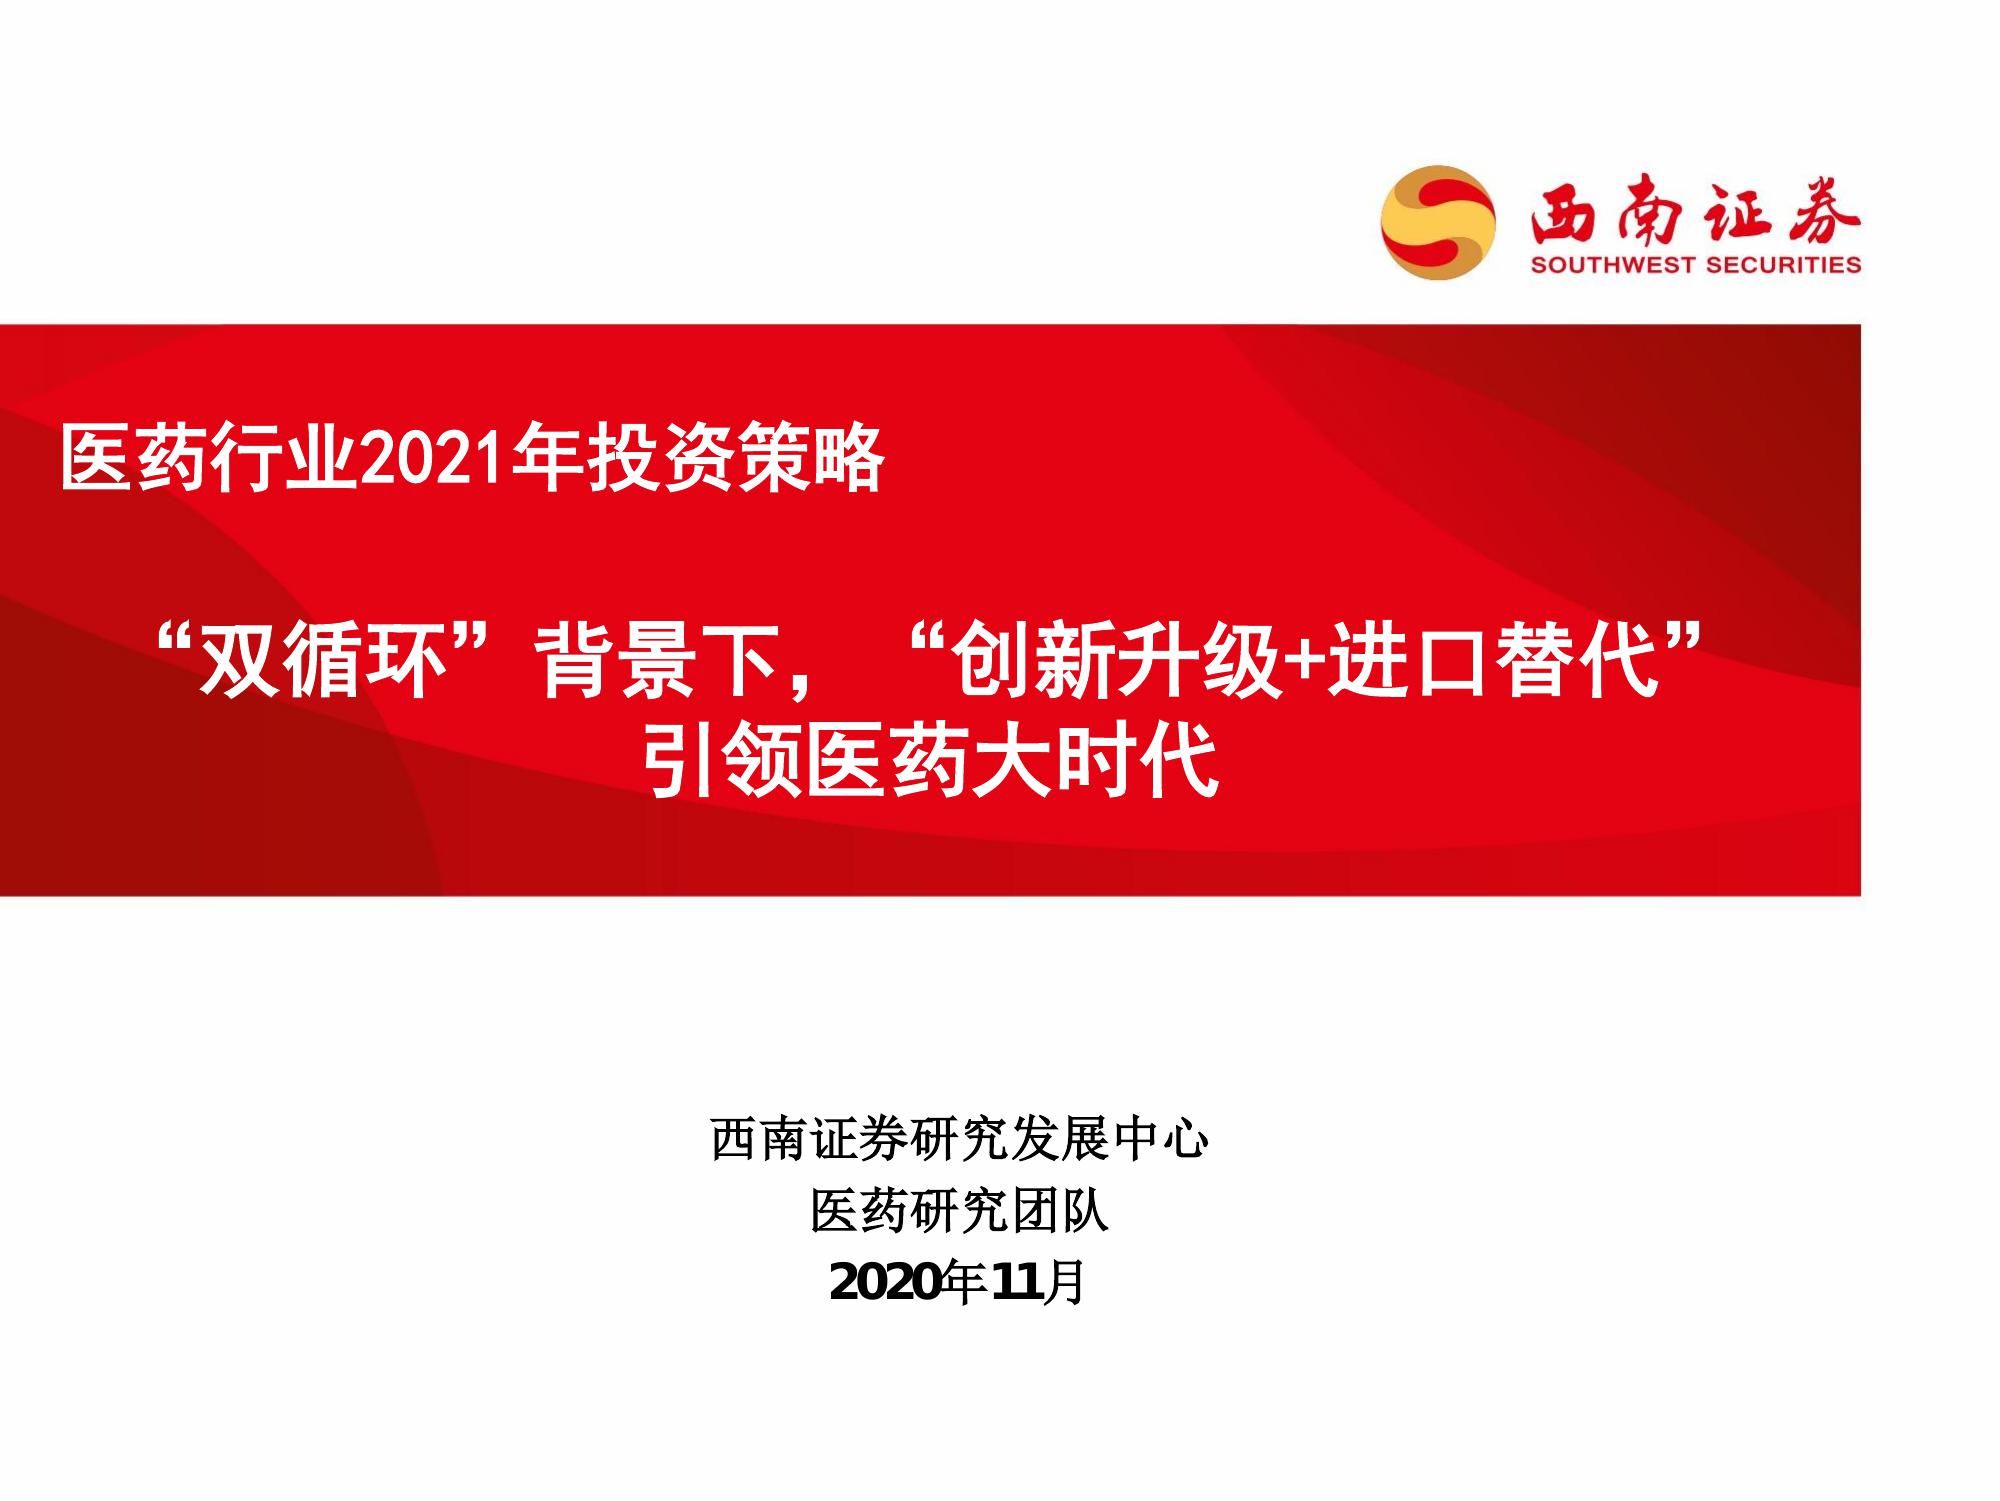 西南证券
SOUTHWEST SECURITIES
医药行业2021年投资策略
“双循环”背景下，“创新升级+进口替代”
引领医药大时代
西南证券研究发展中心
医药研究团队
2020年11月